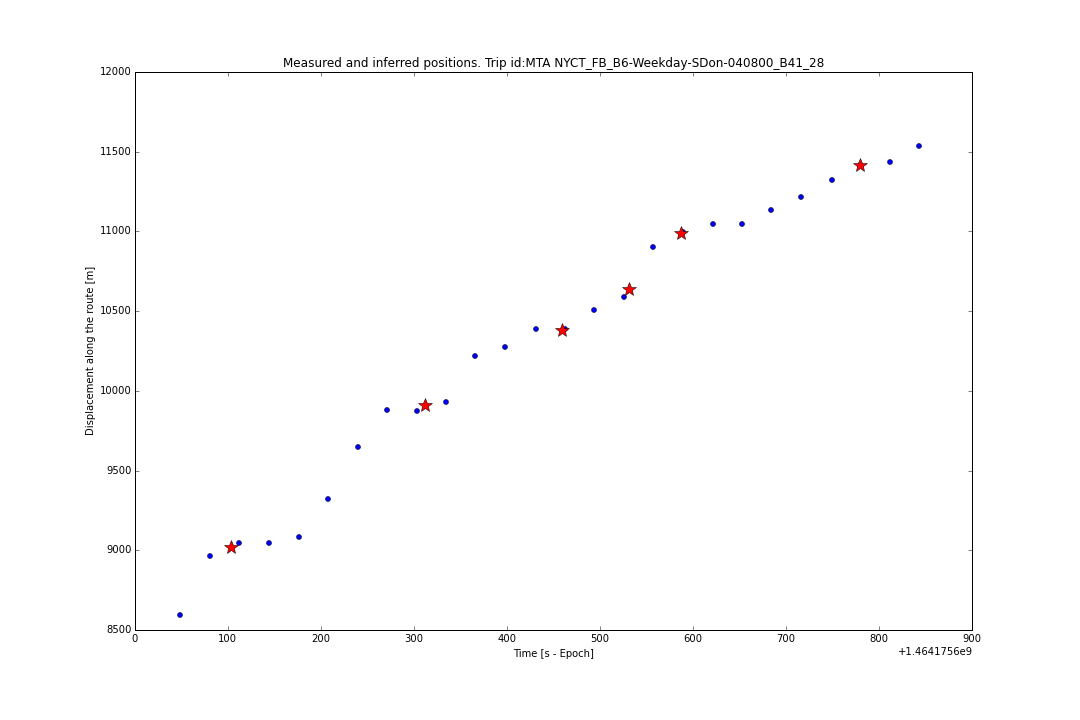 Measured and inferred positions. Trip id:MTA NYCT_FB_B6-Weekday-SDon-040800_B41_28
12000
11500
11000
10500
10000
9500
9000
8500
Displacement along the route [m]
0 100 200 300 400 500 600 700 800 900
Time [s - Epoch]
+1.4641756e9